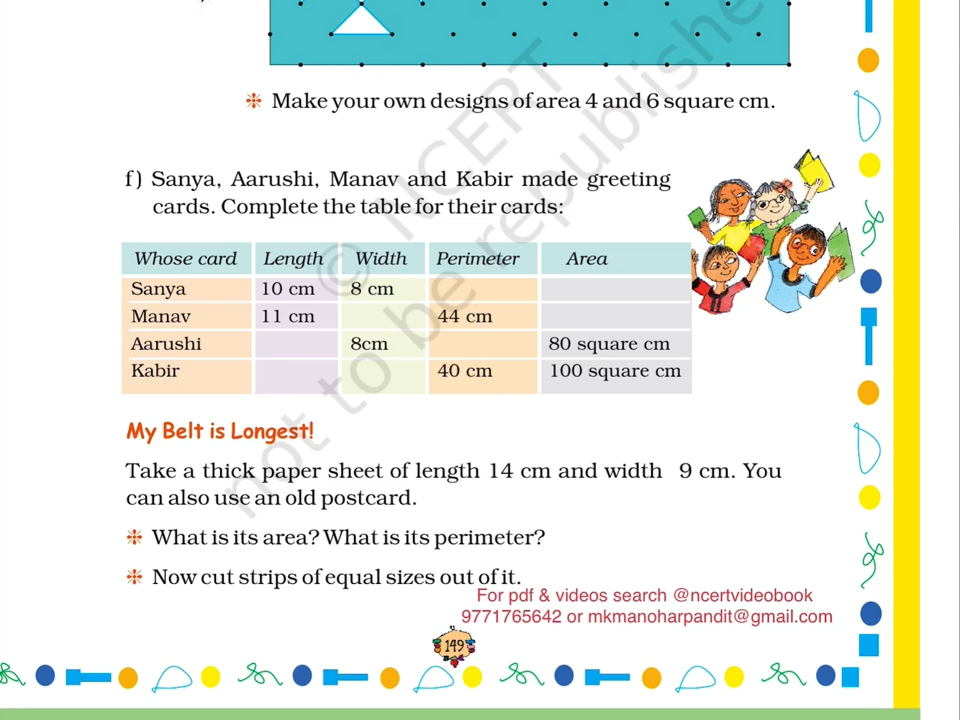 Make your own designs of area 4 and 6 square cm.
f) Sanya, Aarushi, Manav and Kabir made greeting
cards. Complete the table for their cards:
Whose card Length Width Perimeter Area
Sanya 10 cm 8 cm
Manav 11 cm 44 cm
Aarushi 8cm 80 square cm
Kabir 40 cm 100 square cm
© NCERT
not to be republished
My Belt is Longest!
Take a thick paper sheet of length 14 cm and width 9 cm. You
can also use an old postcard.
What is its area? What is its perimeter?
Now cut strips of equal sizes out of it.
For pdf & videos search @ncertvideobook
9771765642 or mkmanoharpandit@gmail.com
149